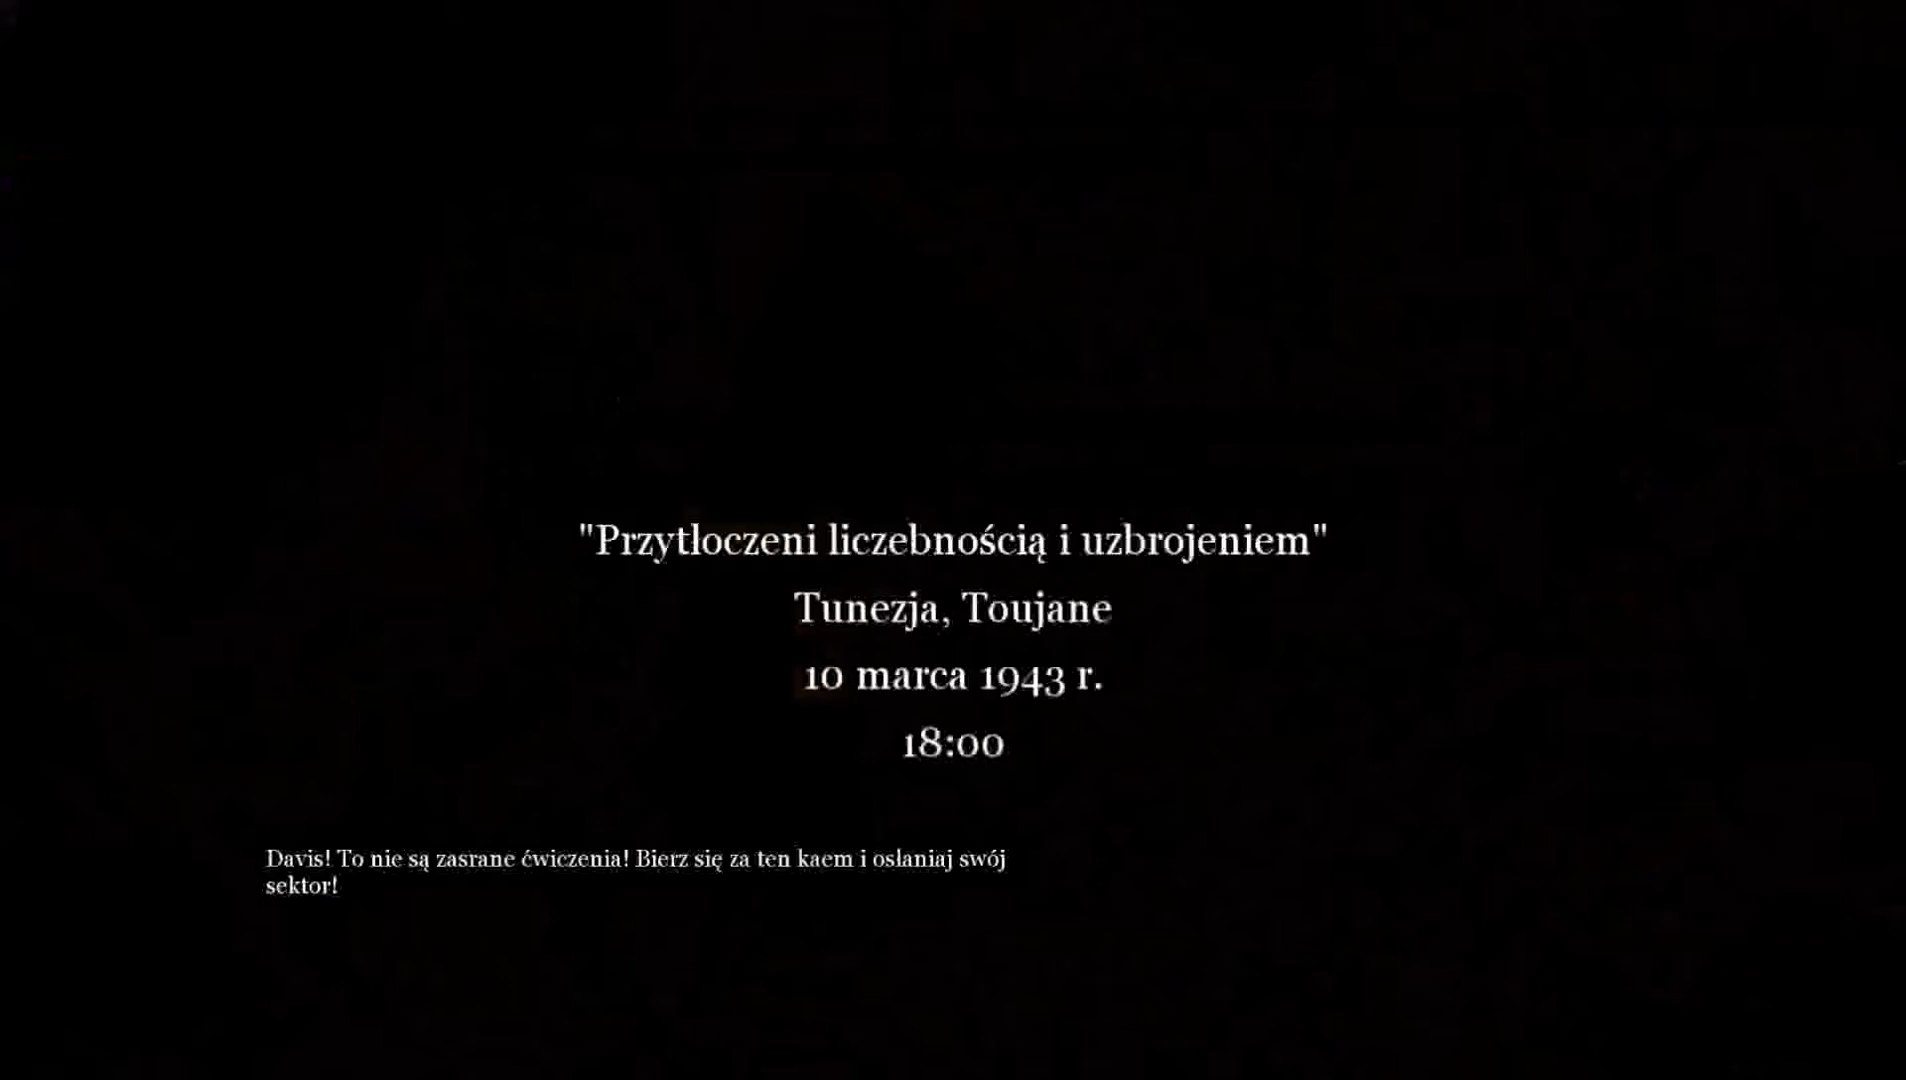 "Przytłoczeni liczebnością i uzbrojeniem"
Tunezja, Toujane
10 marca 1943 r.
18:00
Davis! To nie są zasrane ćwiczenia! Bierz się za ten kaem i osłaniaj swój
sektor!